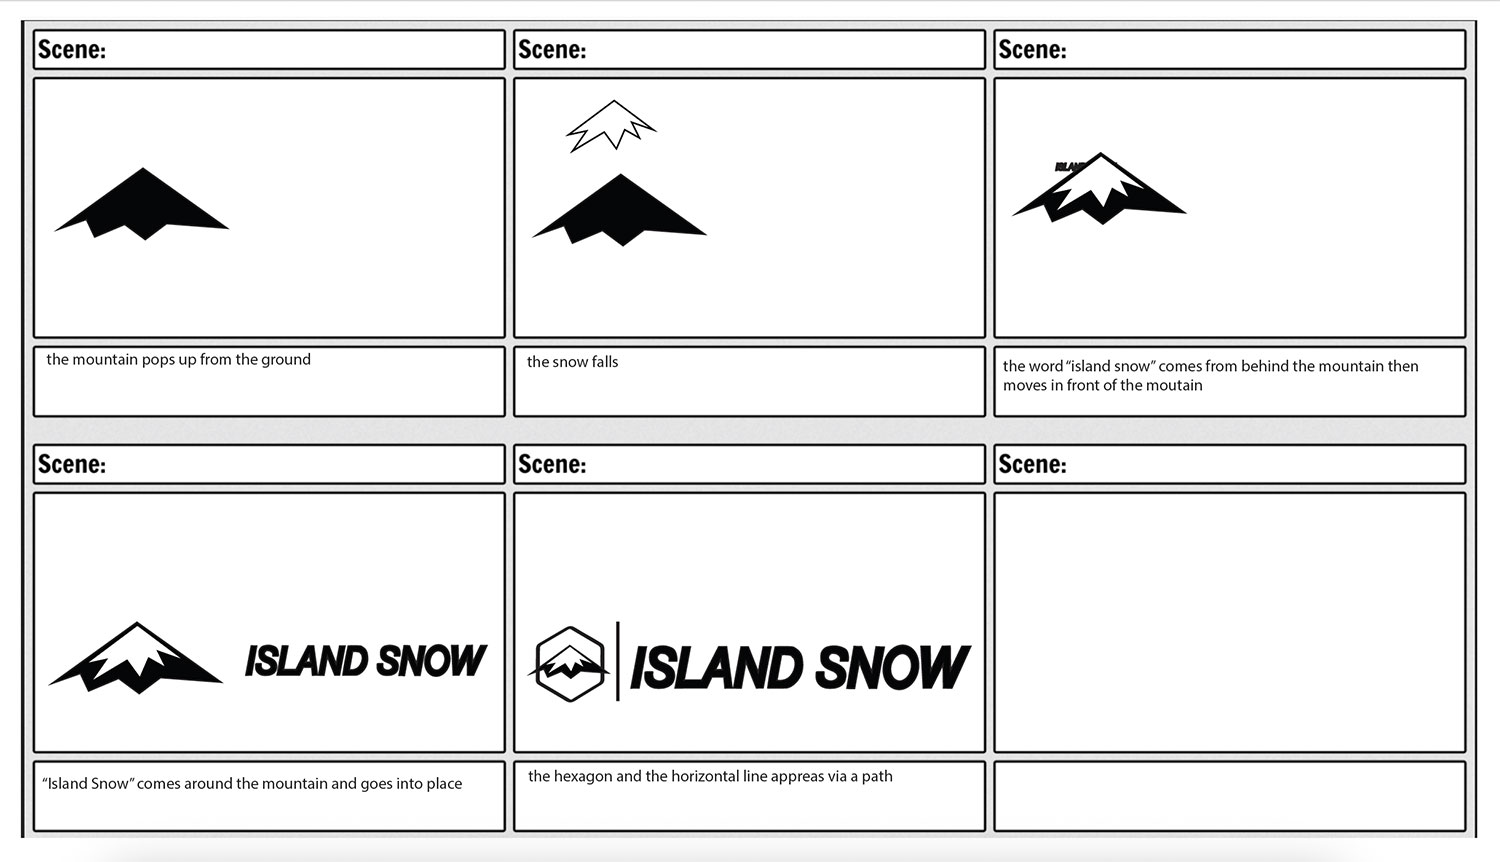 Scene:
Scene:
Scene:
ISLAN
the mountain pops up from the ground
the snow falls
the word “island snow” comes from behind the mountain then
moves in front of the moutain
Scene:
Scene:
Scene:
ISLAND SNOW
ISLAND SNOW
“Island Snow” comes around the mountain and goes into place
the hexagon and the horizontal line appreas via a path